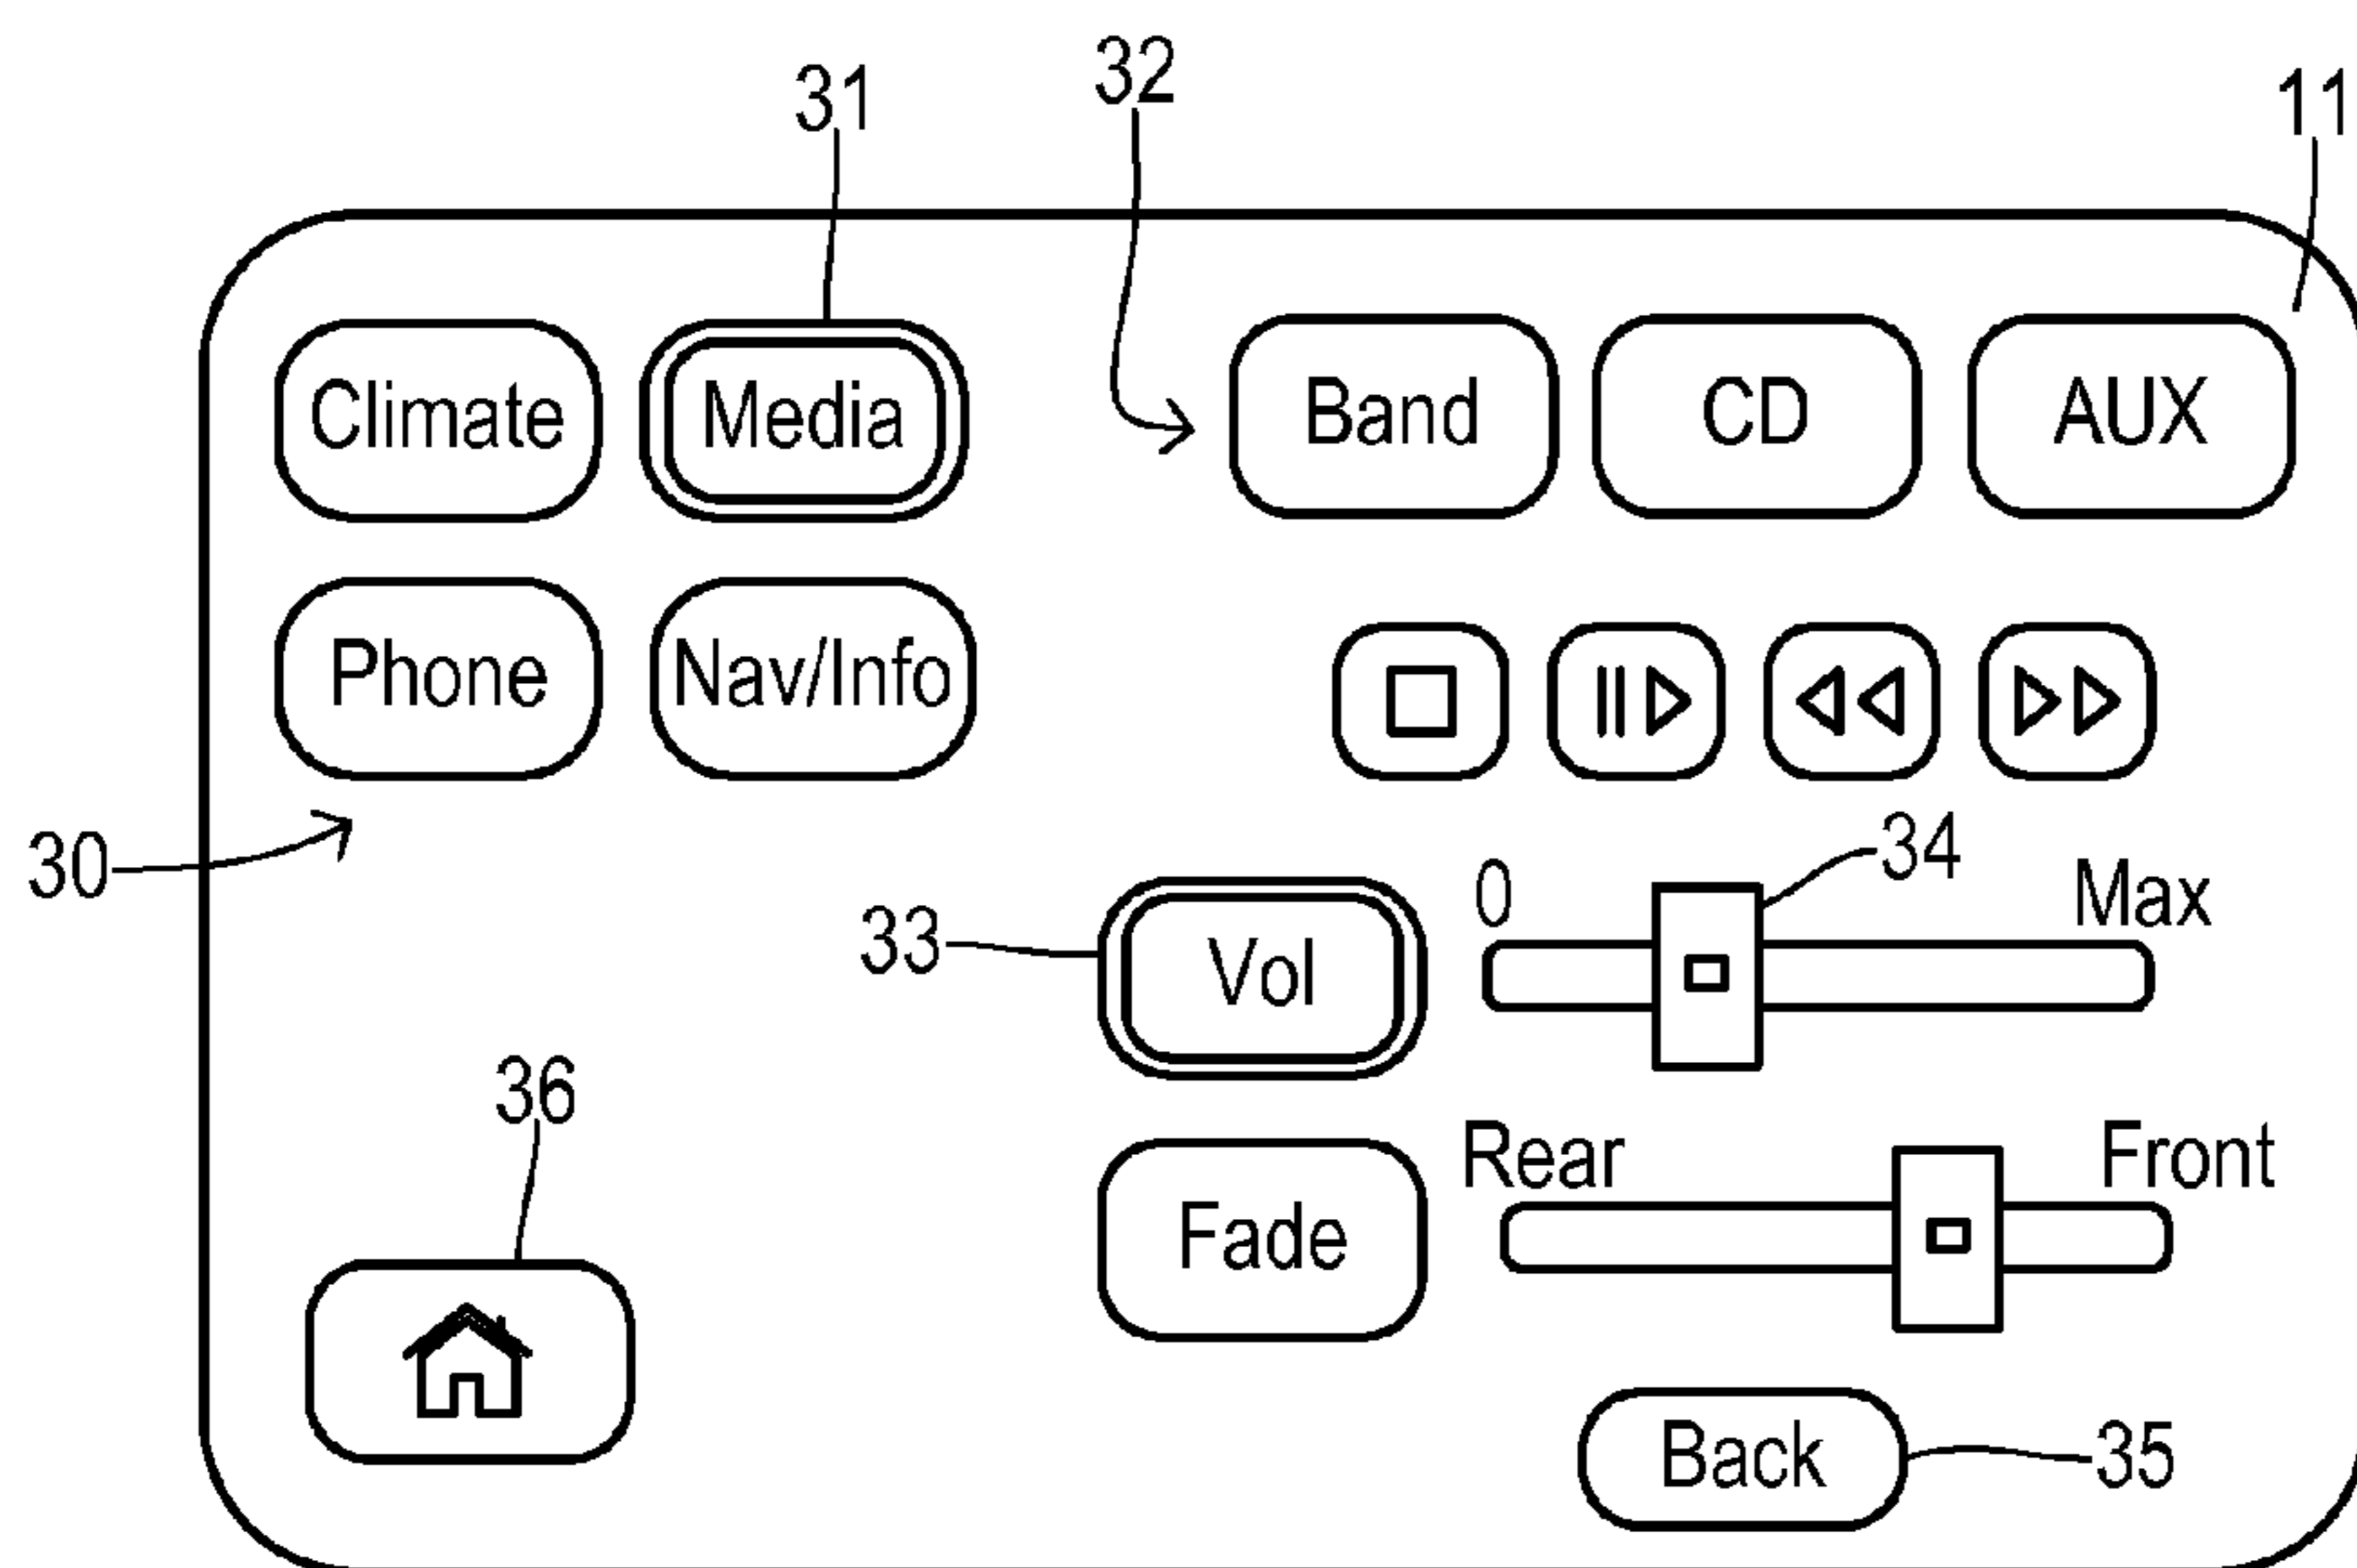 31
32
11
Climate
Media
Band
CD
AUX
Phone
Nav/Info
30
33
Vol
0
34
Max
36
Fade
Rear
Front
Back
35